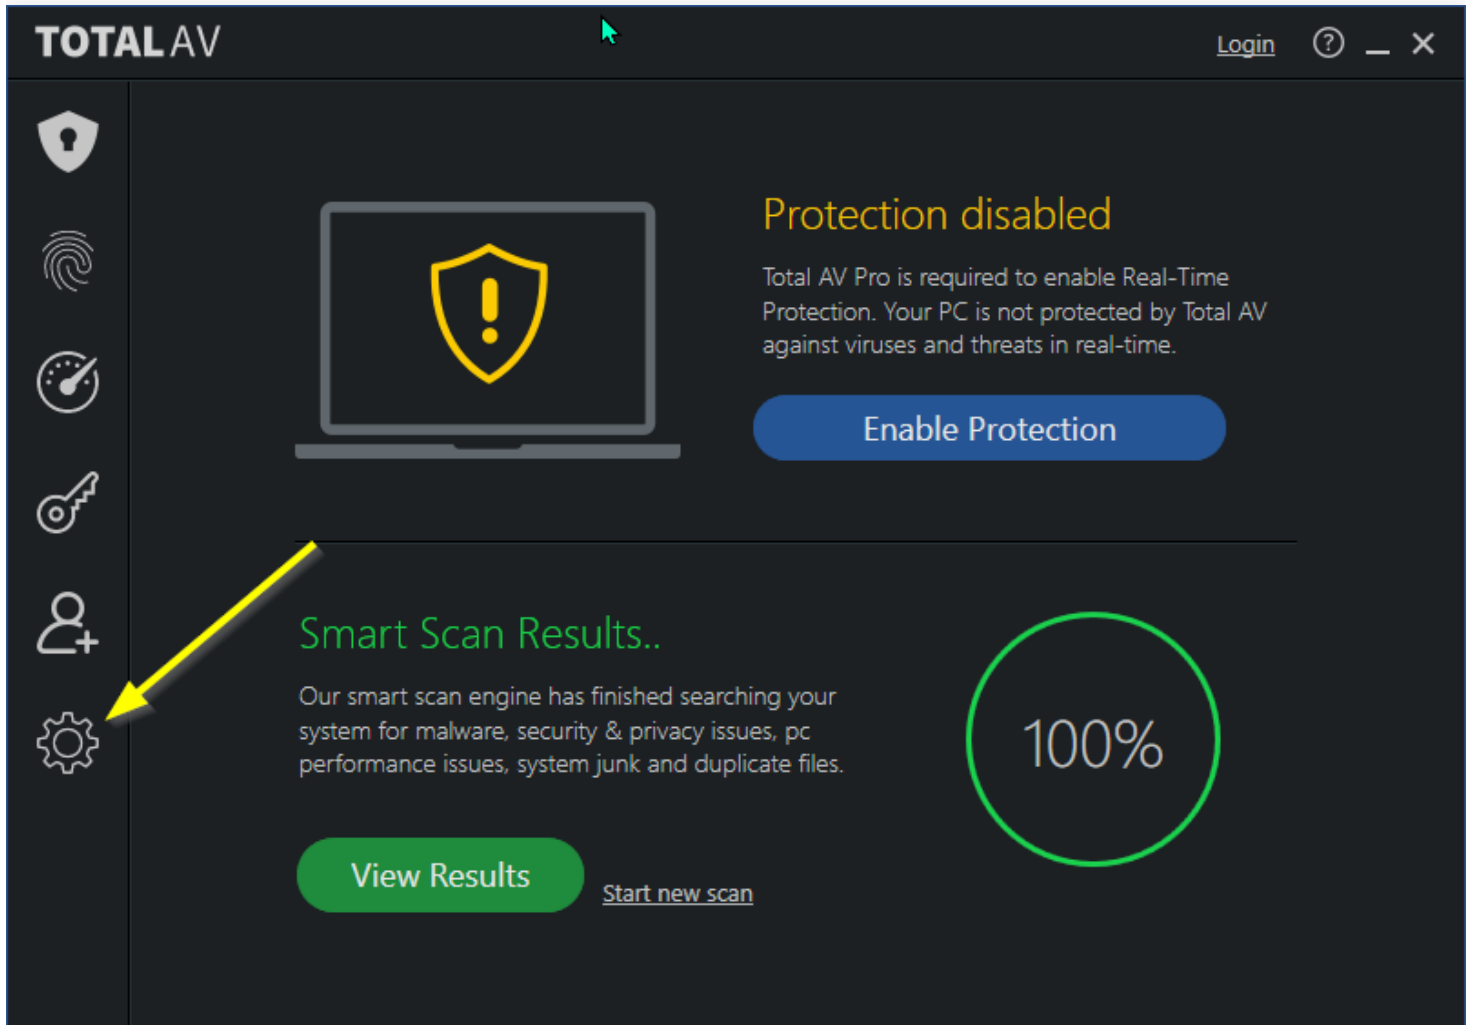 TOTAL AV
Login
?
Protection disabled
Total AV Pro is required to enable Real-Time
Protection. Your PC is not protected by Total AV
against viruses and threats in real-time.
Enable Protection
Smart Scan Results..
Our smart scan engine has finished searching your
system for malware, security & privacy issues, pc
performance issues, system junk and duplicate files.
100%
View Results
Start new scan